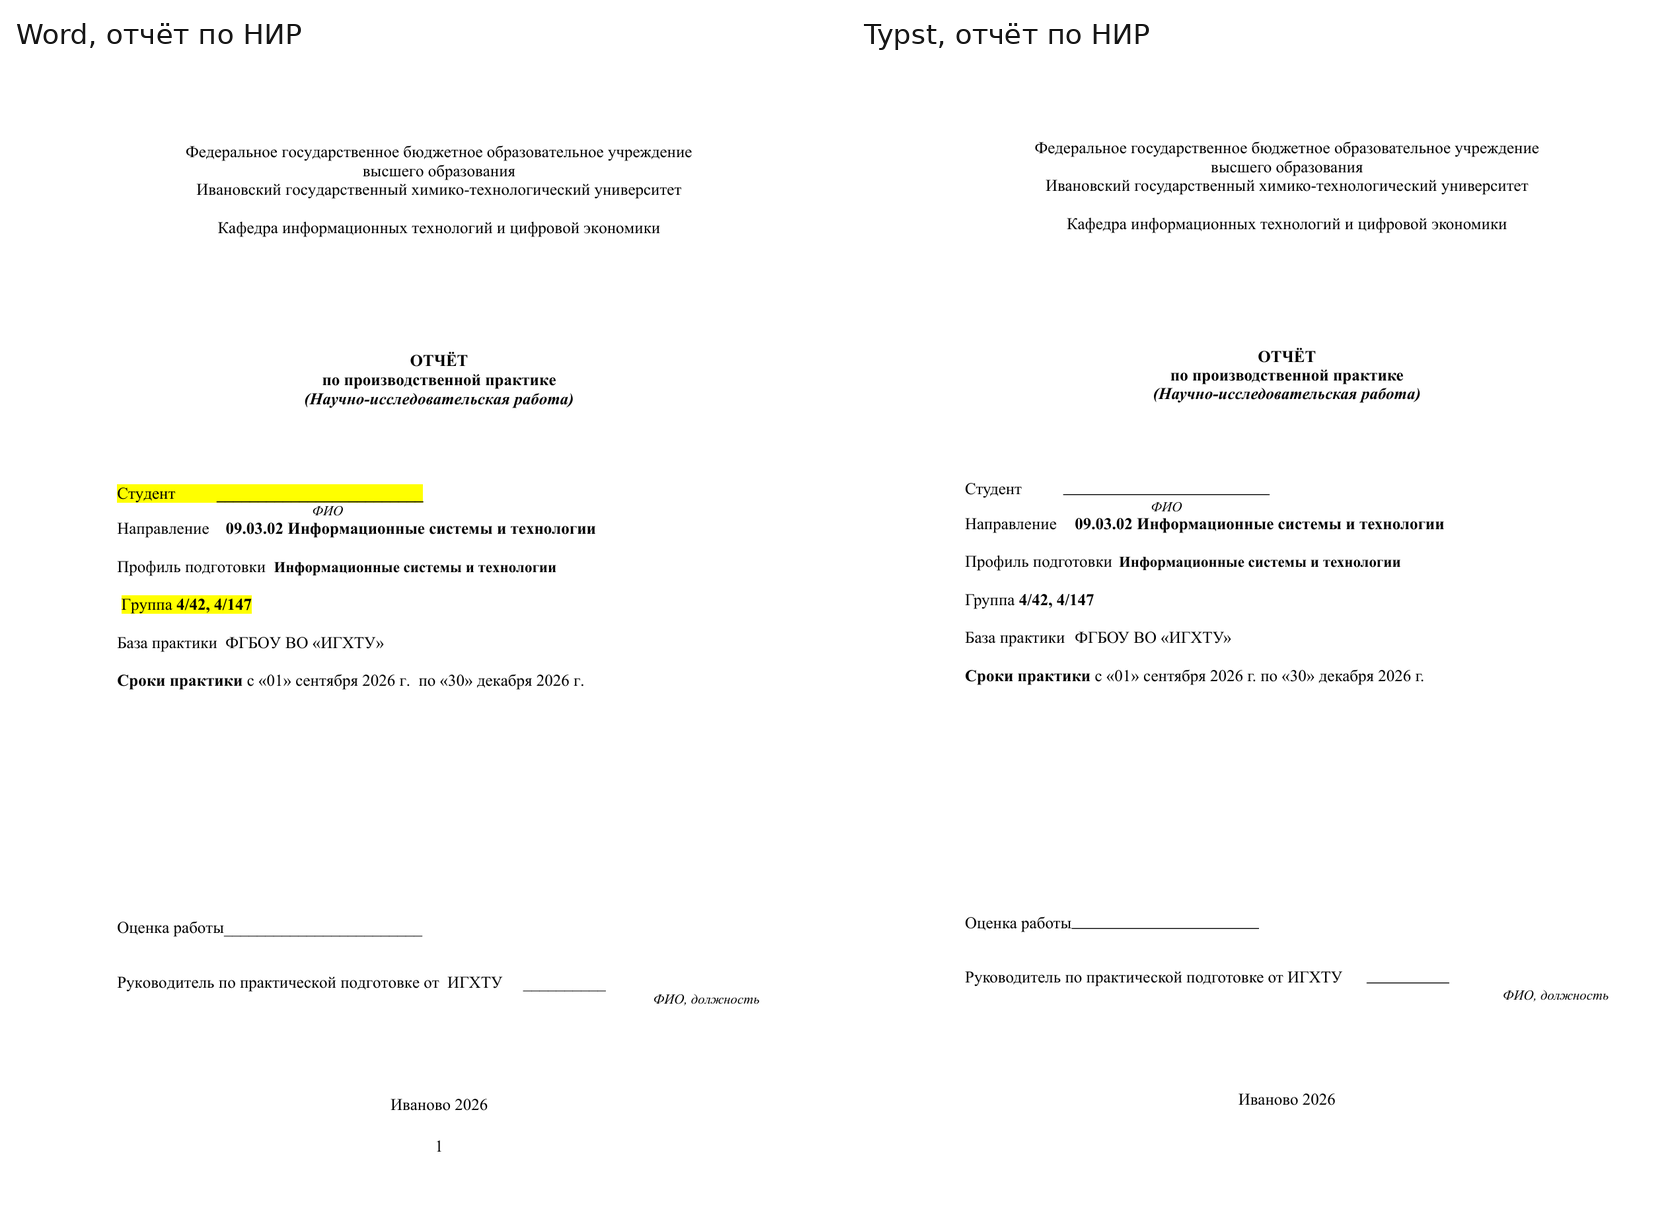 Word, отчёт по НИР
Федеральное государственное бюджетное образовательное учреждение
высшего образования
Ивановский государственный химико-технологический университет
Кафедра информационных технологий и цифровой экономики
ОТЧЁТ
по производственной практике
(Научно-исследовательская работа)
Студент _________________________
ФИО
Направление 09.03.02 Информационные системы и технологии
Профиль подготовки Информационные системы и технологии
Группа 4/42, 4/147
База практики ФГБОУ ВО «ИГХТУ»
Сроки практики с «01» сентября 2026 г. по «30» декабря 2026 г.
Оценка работы________________________
Руководитель по практической подготовке от ИГХТУ __________
ФИО, должность
Иваново 2026
1
Typst, отчёт по НИР
Федеральное государственное бюджетное образовательное учреждение
высшего образования
Ивановский государственный химико-технологический университет
Кафедра информационных технологий и цифровой экономики
ОТЧЁТ
по производственной практике
(Научно-исследовательская работа)
Студент _________________________
ФИО
Направление 09.03.02 Информационные системы и технологии
Профиль подготовки Информационные системы и технологии
Группа 4/42, 4/147
База практики ФГБОУ ВО «ИГХТУ»
Сроки практики с «01» сентября 2026 г. по «30» декабря 2026 г.
Оценка работы_______________________
Руководитель по практической подготовке от ИГХТУ __________
ФИО, должность
Иваново 2026